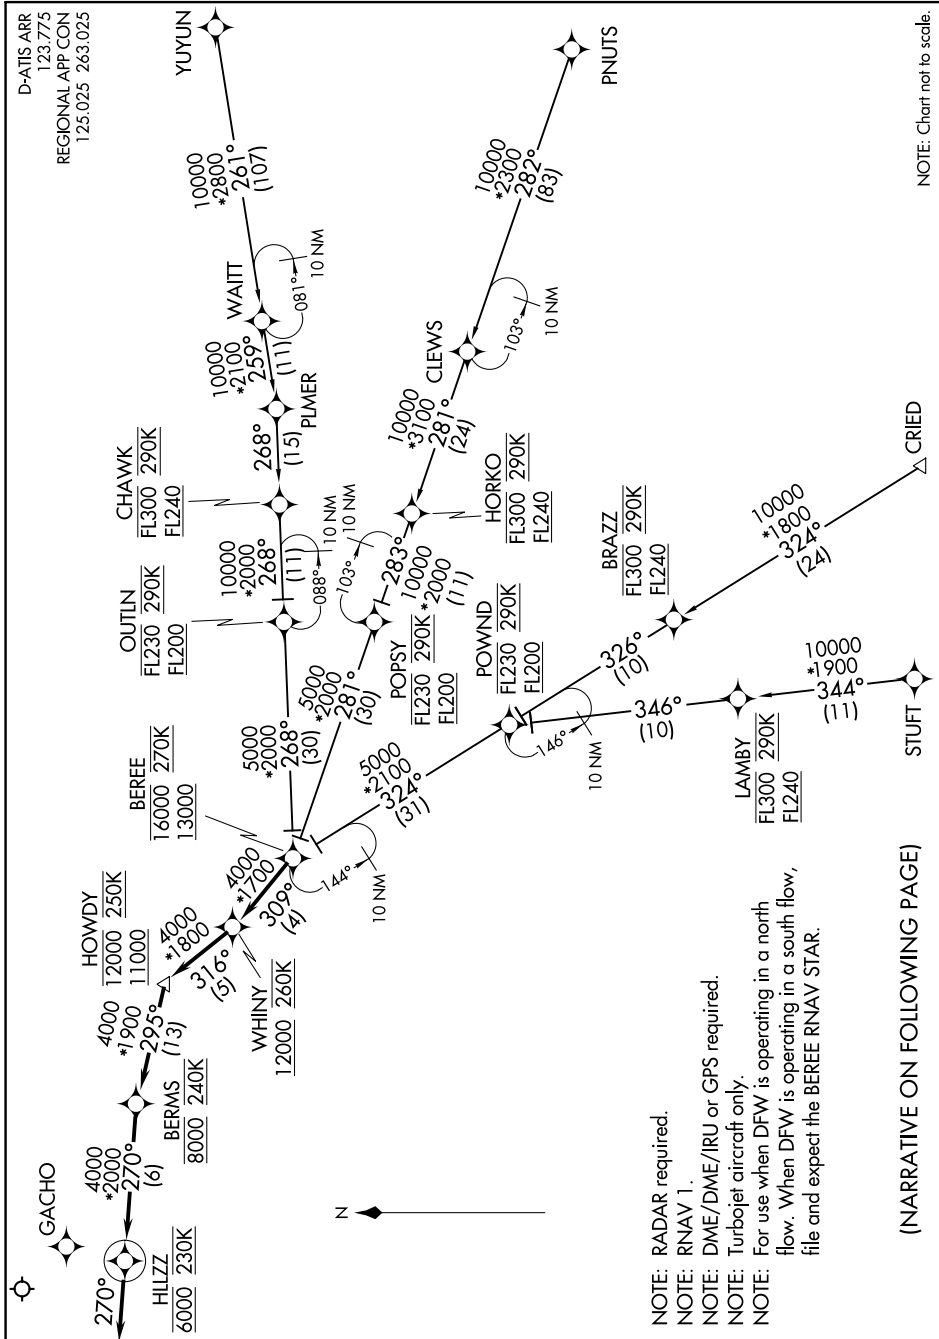 D-ATIS ARR
123.775
REGIONAL APP CON
125.025 263.025
YUYUN
10000
*2800
261°
(107)
WAITT
081°
10 NM
10000
*2100
259°
(11)
PLMER
268°
(15)
CHAWK
FL300 290K
FL240
10000
*2000
268°
(11)
088°
10 NM
OUTLN
FL230 290K
FL200
5000
*2000
268°
(30)
PNUTS
10000
*2300
282°
(83)
CLEWS
103°
10 NM
10000
*3100
281°
(24)
HORKO
FL300 290K
FL240
283°
10000
*2000
(11)
103°
10 NM
POPSY
FL230 290K
FL200
5000
*2000
281°
(30)
CRIED
10000
*1800
324°
(24)
BRAZZ
FL300 290K
FL240
326°
(10)
STUFT
10000
*1900
344°
(11)
LAMBY
FL300 290K
FL240
346°
(10)
POWND
FL230 290K
FL200
146°
10 NM
5000
*2100
324°
(31)
BEREE
16000 270K
13000
144°
10 NM
4000
*1700
309°
(4)
WHINY
12000 260K
4000
*1800
316°
(5)
HOWDY
12000 250K
11000
4000
*1900
295°
(13)
BERMS
8000 240K
4000
*2000
270°
(6)
GACHO
HLLZZ
6000 230K
270°
N
NOTE: RADAR required.
NOTE: RNAV 1.
NOTE: DME/DME/IRU or GPS required.
NOTE: Turbojet aircraft only.
NOTE: For use when DFW is operating in a north
flow. When DFW is operating in a south flow,
file and expect the BEREE RNAV STAR.
(NARRATIVE ON FOLLOWING PAGE)
NOTE: Chart not to scale.